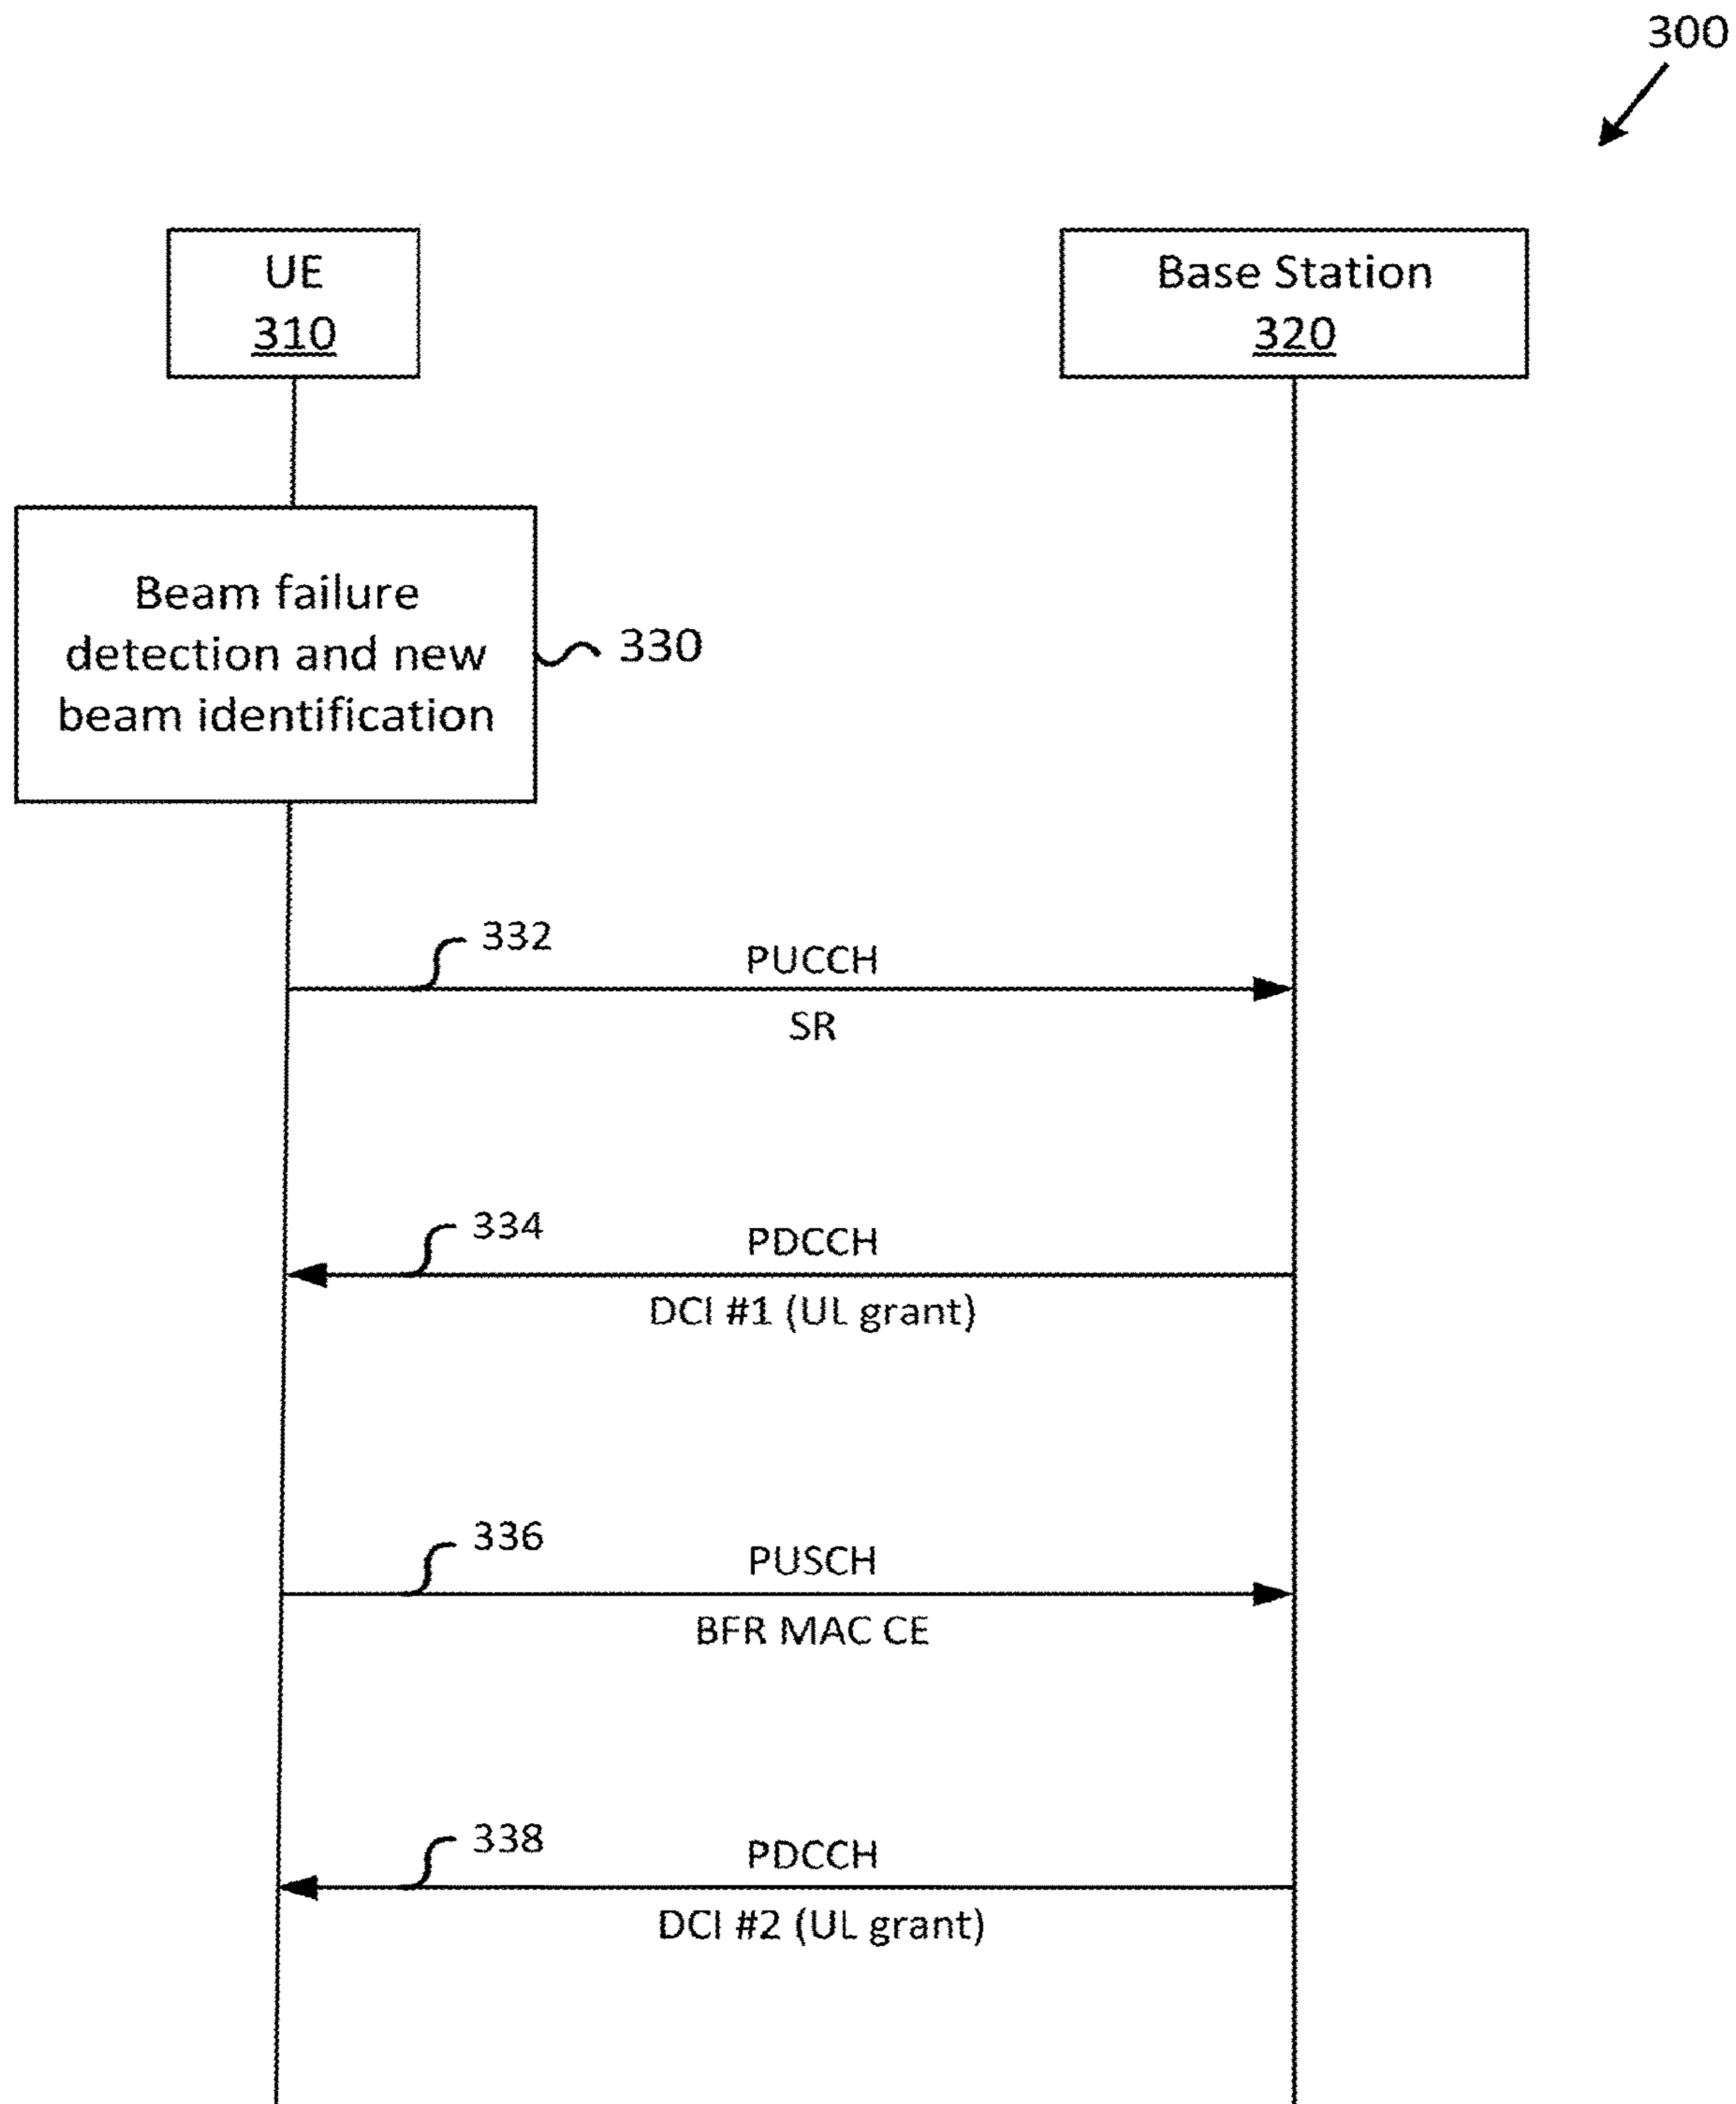 300
UE
310
Base Station
320
Beam failure
detection and new
beam identification
330
332
PUCCH
SR
334
PDCCH
DCI #1 (UL grant)
336
PUSCH
BFR MAC CE
338
PDCCH
DCI #2 (UL grant)